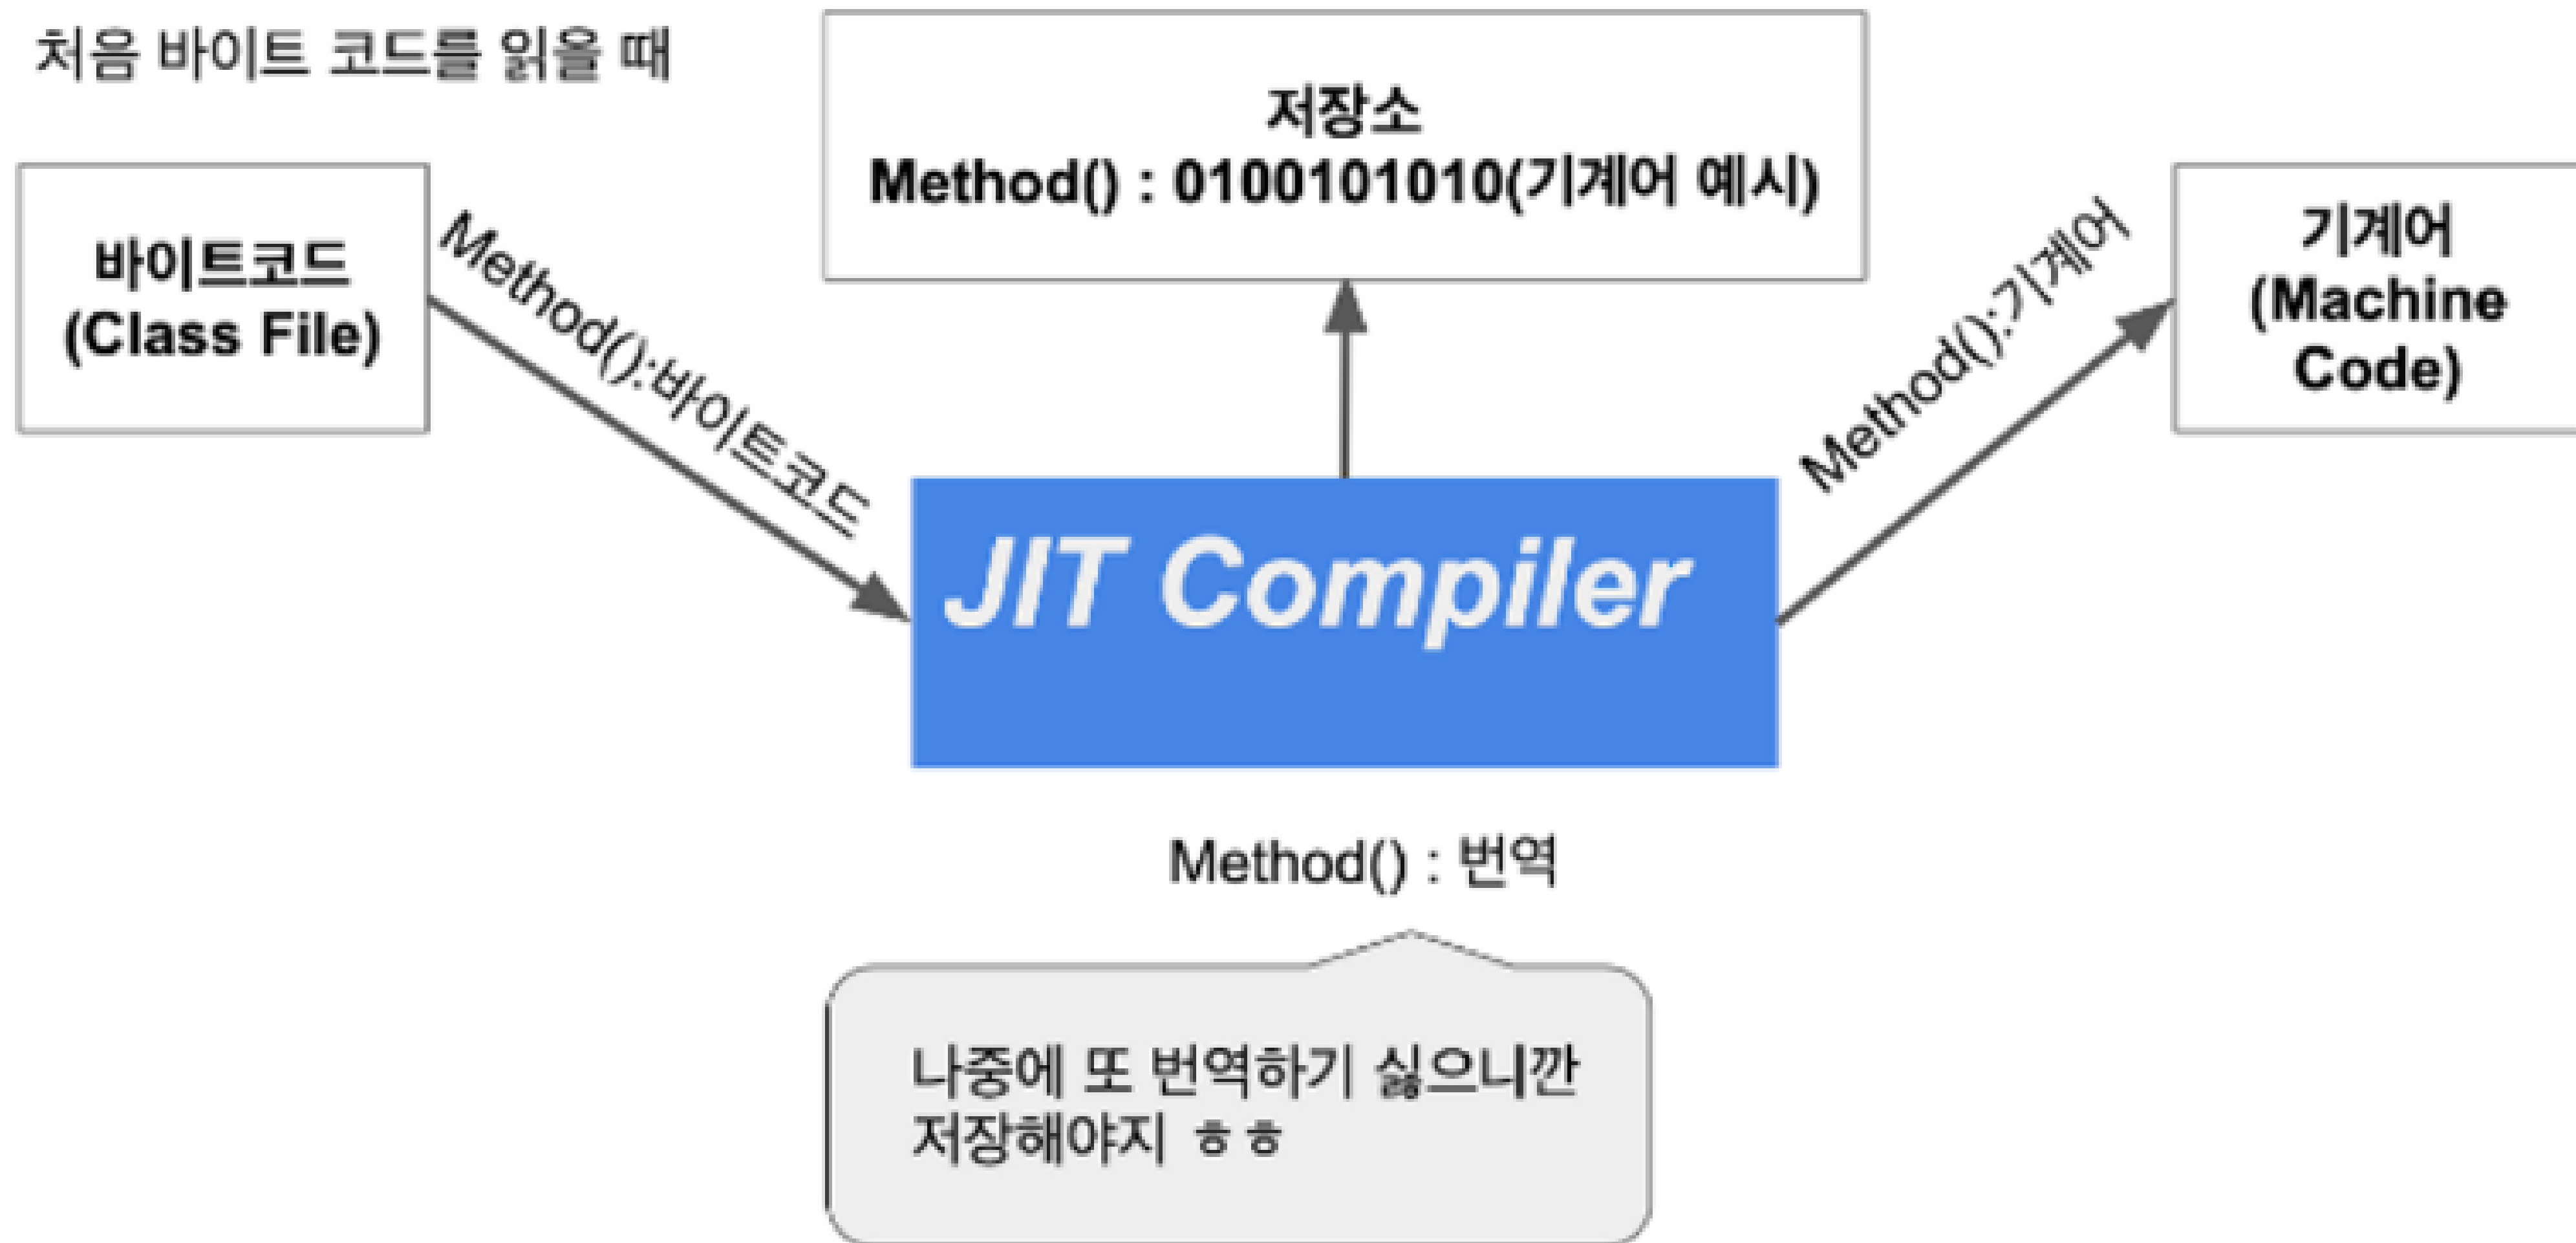 처음 바이트 코드를 읽을 때
저장소
Method() : 0100101010(기계어 예시)
바이트코드
(Class File)
Method():바이트코드
Method():기계어
기계어
(Machine
Code)
JIT Compiler
Method() : 번역
나중에 또 번역하기 싫으니깐
저장해야지 ㅎㅎ